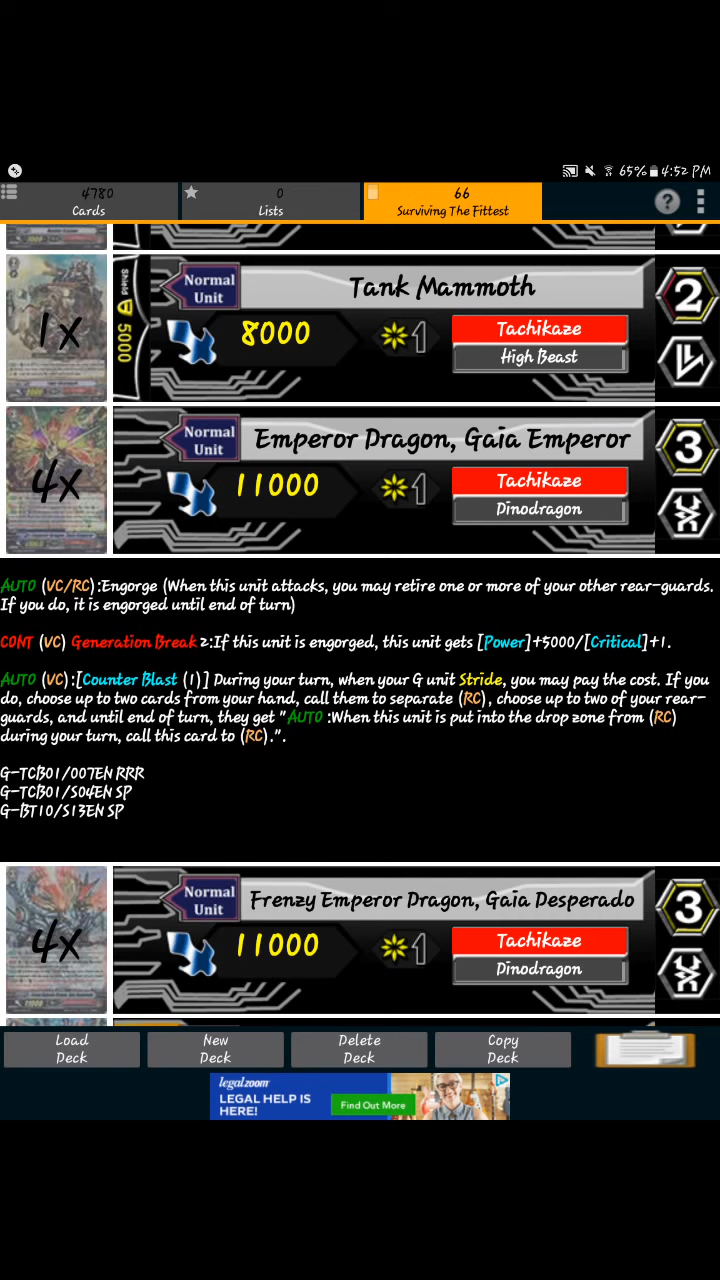 65% 4:52 PM
4780
Cards
0
Lists
66
Surviving The Fittest
?
1x
Shield 5000
Normal
Unit
Tank Mammoth
8000
1
Tachikaze
High Beast
2
4x
Normal
Unit
Emperor Dragon, Gaia Emperor
11000
1
Tachikaze
Dinodragon
3
AUTO (VC/RC):Engorge (When this unit attacks, you may retire one or more of your other rear-guards.
If you do, it is engorged until end of turn)
CONT (VC) Generation Break 2:If this unit is engorged, this unit gets [Power]+5000/[Critical]+1.
AUTO (VC):[Counter Blast (1)] During your turn, when your G unit Stride, you may pay the cost. If you
do, choose up to two cards from your hand, call them to separate (RC), choose up to two of your rear-
guards, and until end of turn, they get "AUTO :When this unit is put into the drop zone from (RC)
during your turn, call this card to (RC).".
G-TCB01/007EN RRR
G-TCB01/S04EN SP
G-BT10/S13EN SP
4x
Normal
Unit
Frenzy Emperor Dragon, Gaia Desperado
11000
1
Tachikaze
Dinodragon
3
Load
Deck
New
Deck
Delete
Deck
Copy
Deck
legalzoom
LEGAL HELP IS
HERE!
Find Out More